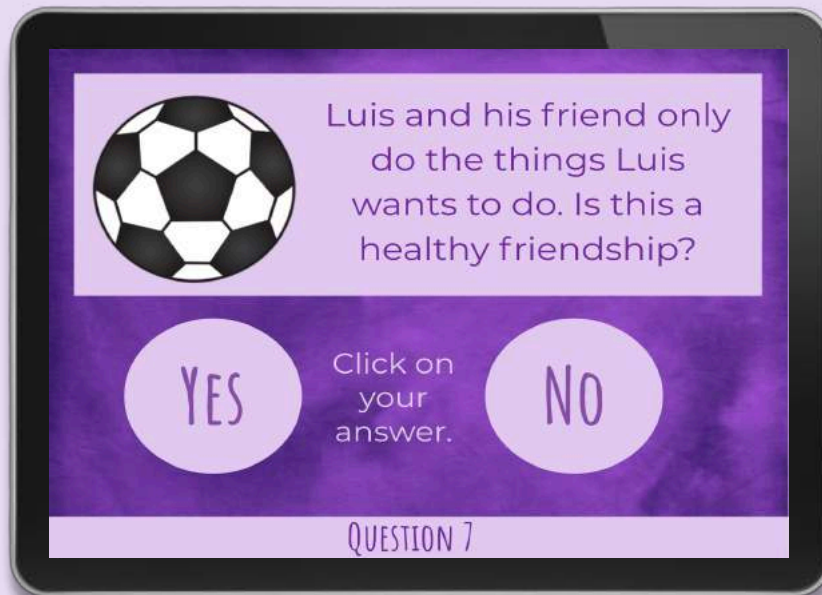 Luis and his friend only
do the things Luis
wants to do. Is this a
healthy friendship?
Yes
Click on
your
answer.
No
Question 7